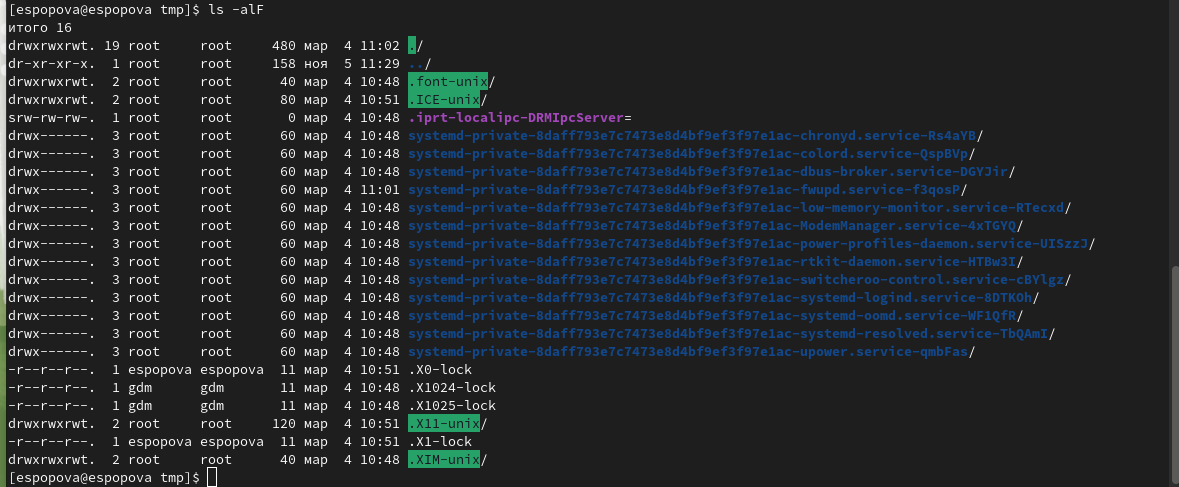 [espopova@espopova tmp]$ ls -alF
итого 16
drwxrwxrwt. 19 root     root     480 мар  4 11:02 ./
dr-xr-xr-x.  1 root     root     158 ноя  5 11:29 ../
drwxrwxrwt.  2 root     root      40 мар  4 10:48 .font-unix/
drwxrwxrwt.  2 root     root      80 мар  4 10:51 .ICE-unix/
srw-rw-rw-.  1 root     root       0 мар  4 10:48 .iprt-localipc-DRMIpcServer=
drwx------.  3 root     root      60 мар  4 10:48 systemd-private-8daff793e7c7473e8d4bf9ef3f97e1ac-chronyd.service-Rs4aYB/
drwx------.  3 root     root      60 мар  4 10:48 systemd-private-8daff793e7c7473e8d4bf9ef3f97e1ac-colord.service-QspBVp/
drwx------.  3 root     root      60 мар  4 10:48 systemd-private-8daff793e7c7473e8d4bf9ef3f97e1ac-dbus-broker.service-DGYJir/
drwx------.  3 root     root      60 мар  4 11:01 systemd-private-8daff793e7c7473e8d4bf9ef3f97e1ac-fwupd.service-f3qosP/
drwx------.  3 root     root      60 мар  4 10:48 systemd-private-8daff793e7c7473e8d4bf9ef3f97e1ac-low-memory-monitor.service-RTecxd/
drwx------.  3 root     root      60 мар  4 10:48 systemd-private-8daff793e7c7473e8d4bf9ef3f97e1ac-ModemManager.service-4xTGYQ/
drwx------.  3 root     root      60 мар  4 10:48 systemd-private-8daff793e7c7473e8d4bf9ef3f97e1ac-power-profiles-daemon.service-UISzzJ/
drwx------.  3 root     root      60 мар  4 10:48 systemd-private-8daff793e7c7473e8d4bf9ef3f97e1ac-rtkit-daemon.service-HTBw3I/
drwx------.  3 root     root      60 мар  4 10:48 systemd-private-8daff793e7c7473e8d4bf9ef3f97e1ac-switcheroo-control.service-cBYlgz/
drwx------.  3 root     root      60 мар  4 10:48 systemd-private-8daff793e7c7473e8d4bf9ef3f97e1ac-systemd-logind.service-8DTKOh/
drwx------.  3 root     root      60 мар  4 10:48 systemd-private-8daff793e7c7473e8d4bf9ef3f97e1ac-systemd-oomd.service-WF1QfR/
drwx------.  3 root     root      60 мар  4 10:48 systemd-private-8daff793e7c7473e8d4bf9ef3f97e1ac-systemd-resolved.service-TbQAmI/
drwx------.  3 root     root      60 мар  4 10:48 systemd-private-8daff793e7c7473e8d4bf9ef3f97e1ac-upower.service-qmbFas/
-r--r--r--.  1 espopova espopova  11 мар  4 10:51 .X0-lock
-r--r--r--.  1 gdm      gdm       11 мар  4 10:48 .X1024-lock
-r--r--r--.  1 gdm      gdm       11 мар  4 10:48 .X1025-lock
drwxrwxrwt.  2 root     root     120 мар  4 10:51 .X11-unix/
-r--r--r--.  1 espopova espopova  11 мар  4 10:51 .X1-lock
drwxrwxrwt.  2 root     root      40 мар  4 10:48 .XIM-unix/
[espopova@espopova tmp]$